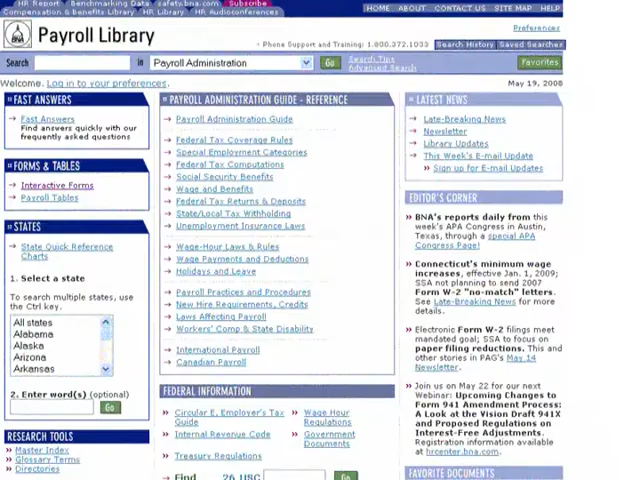 HR Report Benchmarking Data safety.bna.com Subscribe
Compensation & Benefits Library HR Library HR Audioconferences
HOME ABOUT CONTACT US SITE MAP HELP
BNA
Payroll Library
Preferences
Phone Support and Training: 1.800.372.1033
Search History Saved Searches
Search in Payroll Administration Go
Search Tips
Advanced Search
Favorites
Welcome. Log in to your preferences.
May 19, 2008
FAST ANSWERS
Fast Answers
Find answers quickly with our
frequently asked questions
FORMS & TABLES
Interactive Forms
Payroll Tables
STATES
State Quick Reference
Charts
1. Select a state
To search multiple states, use
the Ctrl key.
All states
Alabama
Alaska
Arizona
Arkansas
2. Enter word(s) (optional)
Go
RESEARCH TOOLS
Master Index
Glossary Terms
Directories
PAYROLL ADMINISTRATION GUIDE - REFERENCE
Payroll Administration Guide
Federal Tax Coverage Rules
Special Employment Categories
Federal Tax Computations
Social Security Benefits
Wage and Benefits
Federal Tax Returns & Deposits
State/Local Tax Withholding
Unemployment Insurance Laws
Wage-Hour Laws & Rules
Wage Payments and Deductions
Holidays and Leave
Payroll Practices and Procedures
New Hire Requirements, Credits
Laws Affecting Payroll
Workers' Comp & State Disability
International Payroll
Canadian Payroll
FEDERAL INFORMATION
Circular E, Employer's Tax
Guide
Internal Revenue Code
Treasury Regulations
Wage Hour
Regulations
Government
Documents
Find 26 USC Go
LATEST NEWS
Late-Breaking News
Newsletter
Library Updates
This Week's E-mail Update
Sign up for E-mail Updates
EDITOR'S CORNER
BNA's reports daily from this
week's APA Congress in Austin,
Texas, through a special APA
Congress Page!
Connecticut's minimum wage
increases, effective Jan. 1, 2009;
SSA not planning to send 2007
Form W-2 "no-match" letters.
See Late-Breaking News for more
details.
Electronic Form W-2 filings meet
mandated goal; SSA to focus on
paper filing reductions. This and
other stories in PAG's May 14
Newsletter.
Join us on May 22 for our next
Webinar: Upcoming Changes to
Form 941 Amendment Process:
A Look at the Vision Draft 941X
and Proposed Regulations on
Interest-Free Adjustments.
Registration information available
at hrcenter.bna.com.
FAVORITE DOCUMENTS